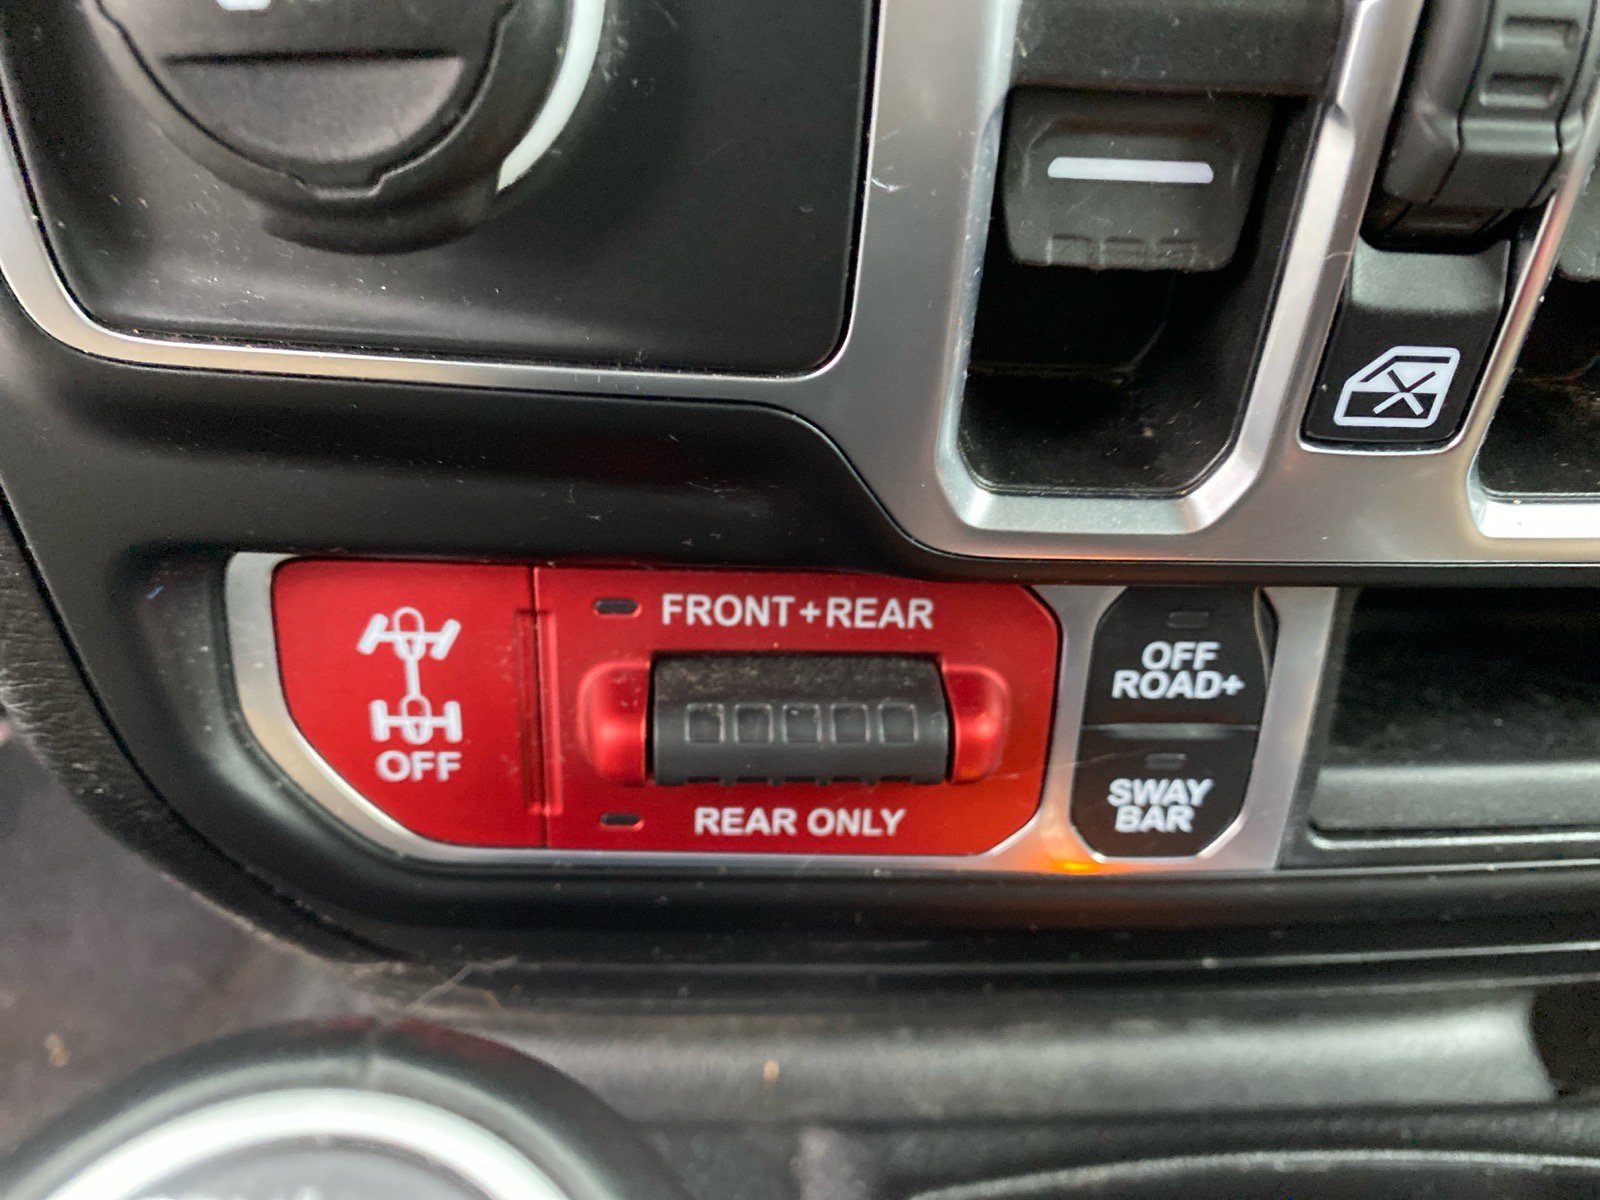 FRONT+REAR
OFF
REAR ONLY
OFF
ROAD+
SWAY
BAR